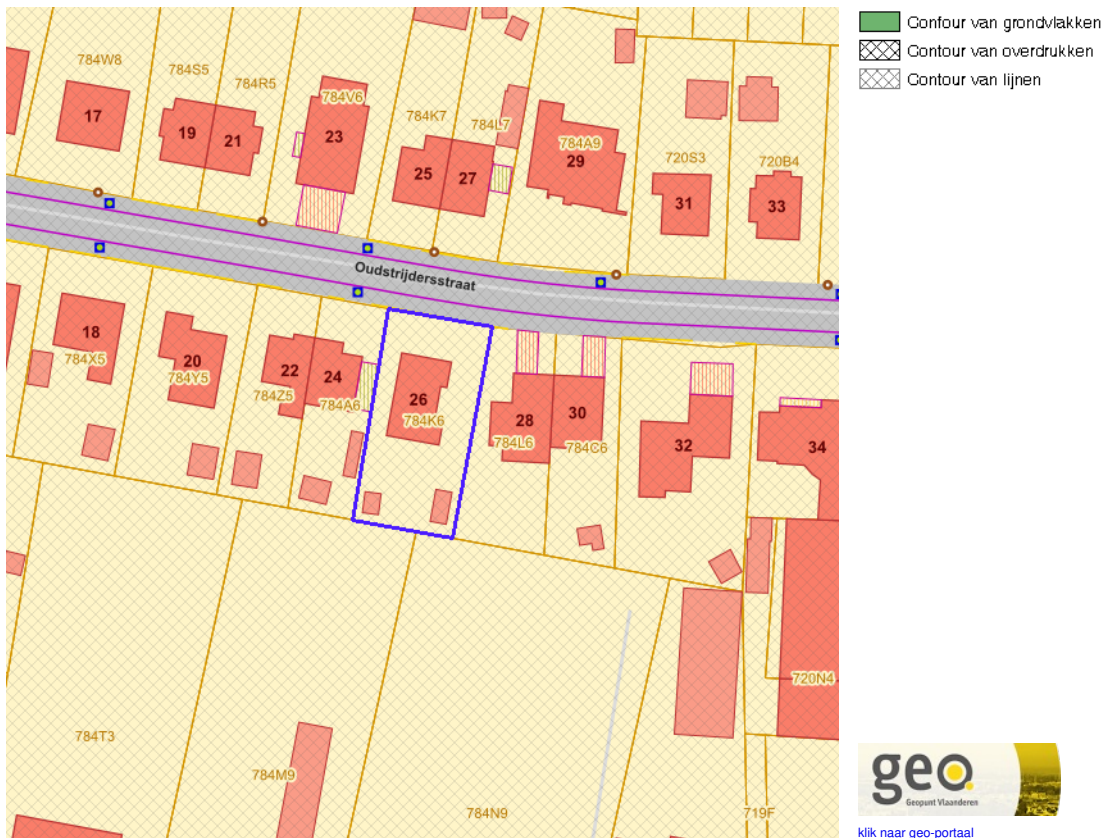 Contour van grondvlakken
Contour van overdrukken
Contour van lijnen
784W8
784S5
784R5
784V6
784K7
784L7
784A9
720S3
720B4
17
19
21
23
25
27
29
31
33
Oudstrijdersstraat
18
784X5
20
784Y5
22
784Z5
24
784A6
26
784K6
28
784L6
30
784C6
32
34
720N4
784T3
784M9
784N9
719F
geo.
Geopunt Vlaanderen
klik naar geo-portaal